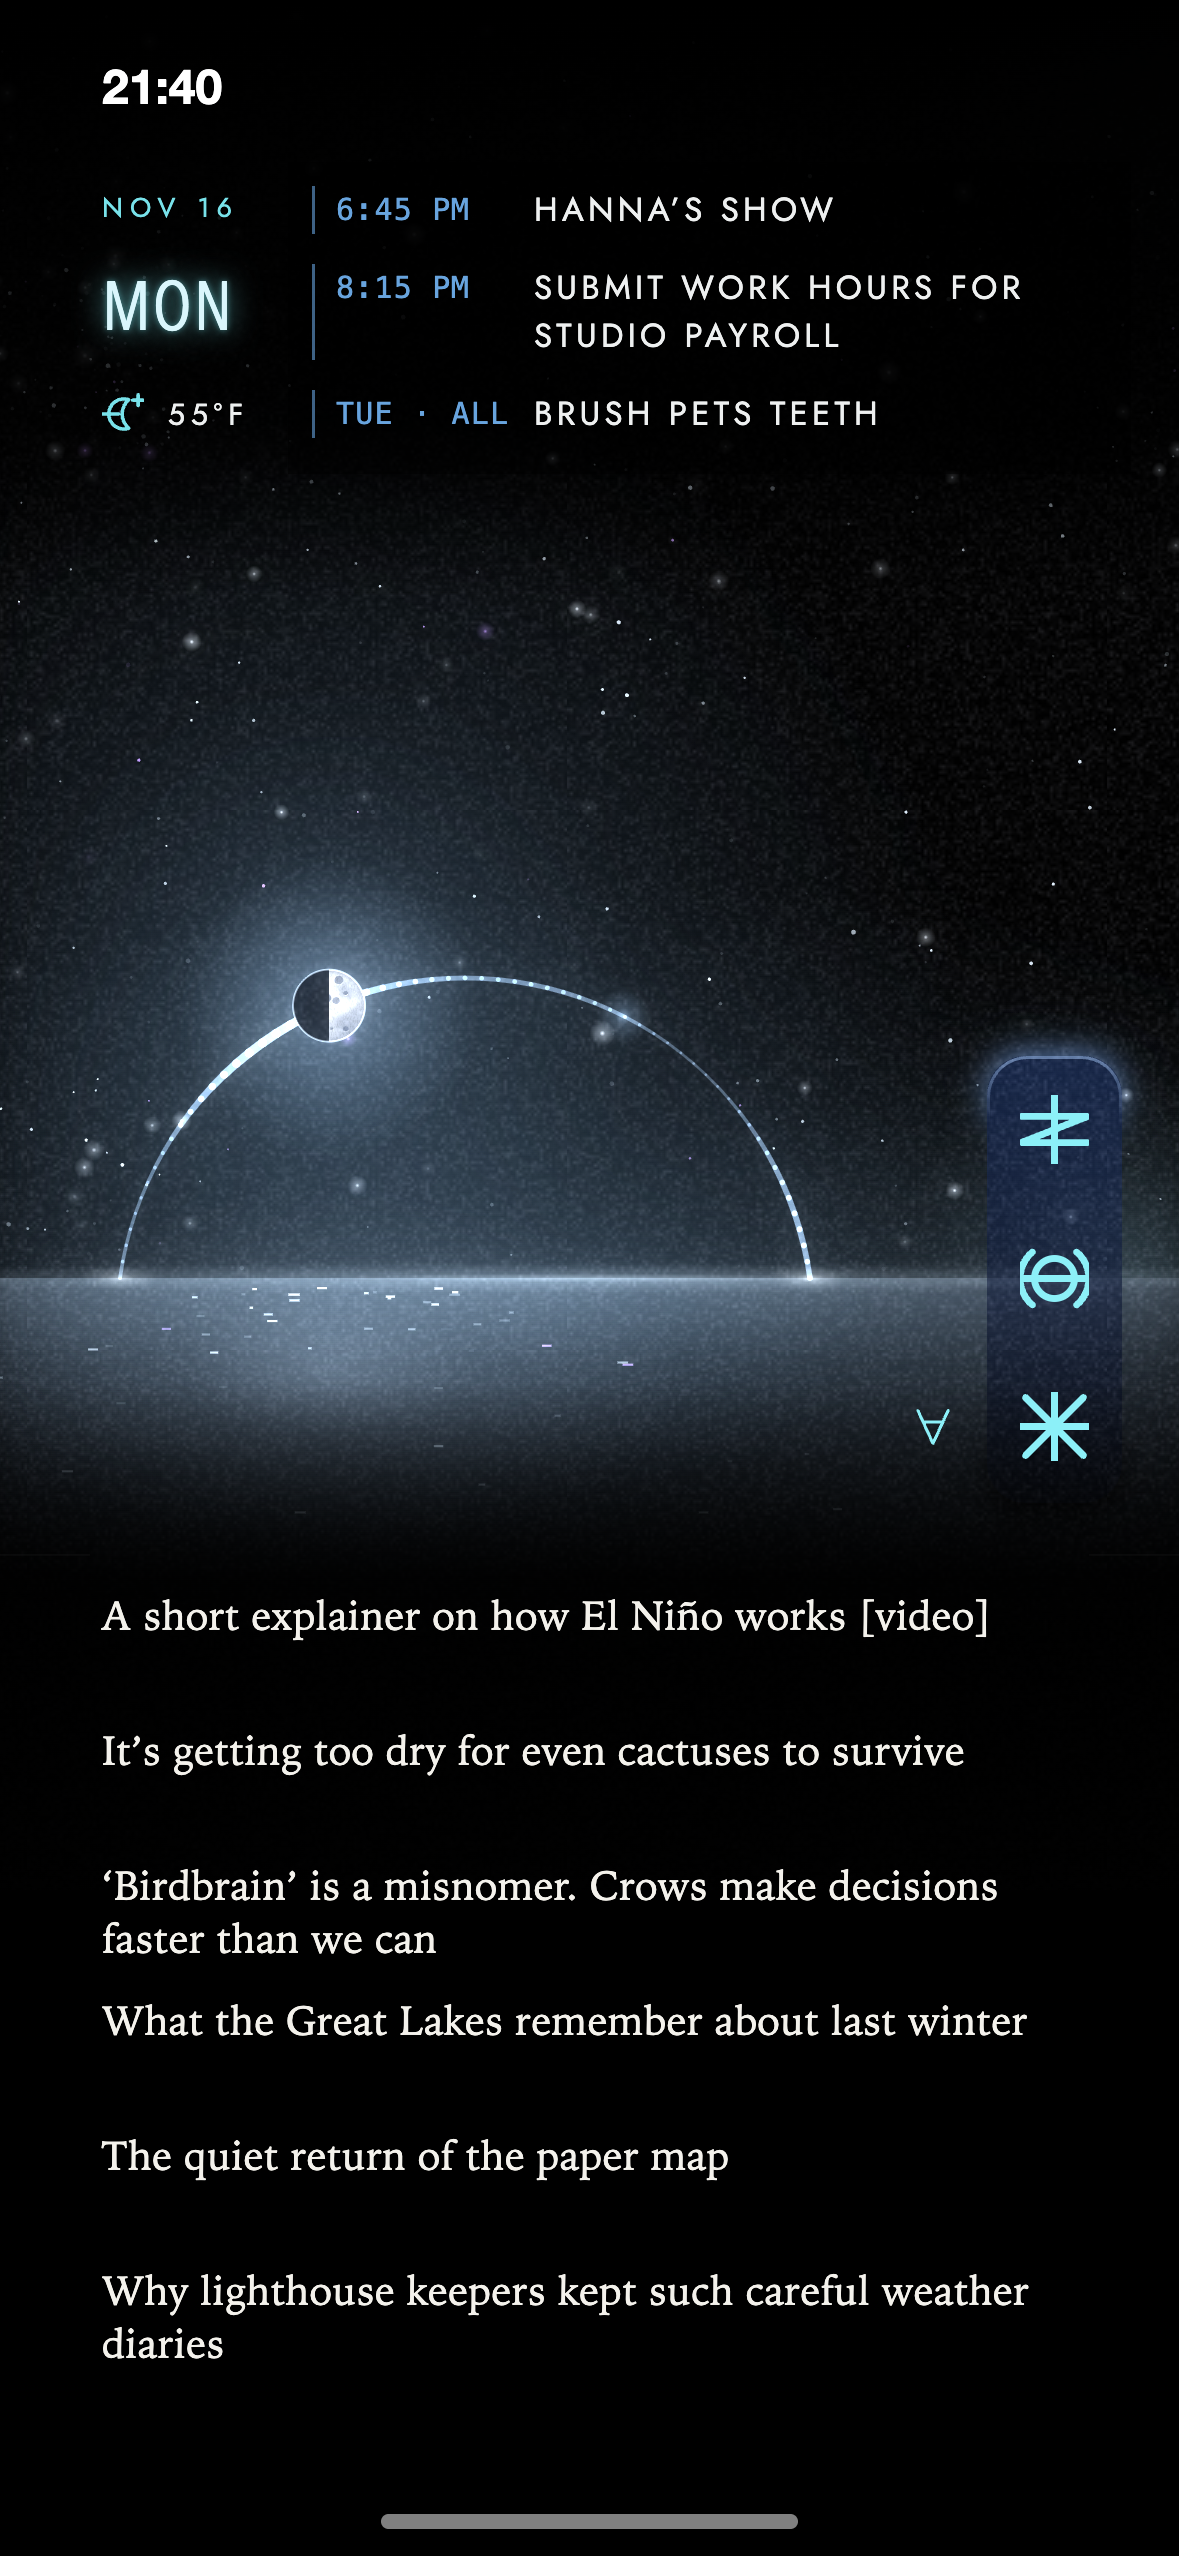 21:40
NOV 16
MON
55°F
6:45 PM HANNA’S SHOW
8:15 PM SUBMIT WORK HOURS FOR
STUDIO PAYROLL
TUE · ALL BRUSH PETS TEETH
∀
A short explainer on how El Niño works [video]
It’s getting too dry for even cactuses to survive
‘Birdbrain’ is a misnomer. Crows make decisions
faster than we can
What the Great Lakes remember about last winter
The quiet return of the paper map
Why lighthouse keepers kept such careful weather
diaries